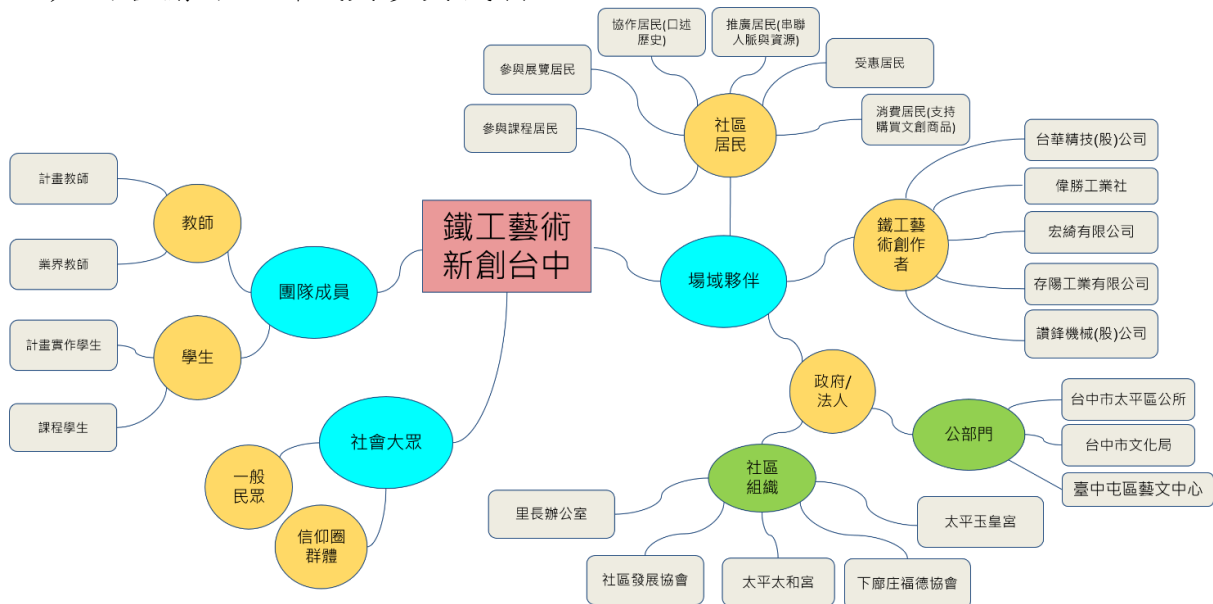 鐵工藝術
新創台中
團隊成員
教師
計畫教師
業界教師
學生
計畫實作學生
課程學生
社會大眾
一般
民眾
信仰圈
群體
場域夥伴
社區
居民
參與課程居民
參與展覽居民
協作居民(口述
歷史)
推廣居民(串聯
人脈與資源)
受惠居民
消費居民(支持
購買文創商品)
鐵工藝
術創作
者
台華精技(股)公司
偉勝工業社
宏綺有限公司
存陽工業有限公司
讚鋒機械(股)公司
政府/
法人
公部門
台中市太平區公所
台中市文化局
臺中屯區藝文中心
社區
組織
里長辦公室
社區發展協會
太平太和宮
下廍庄福德協會
太平玉皇宮